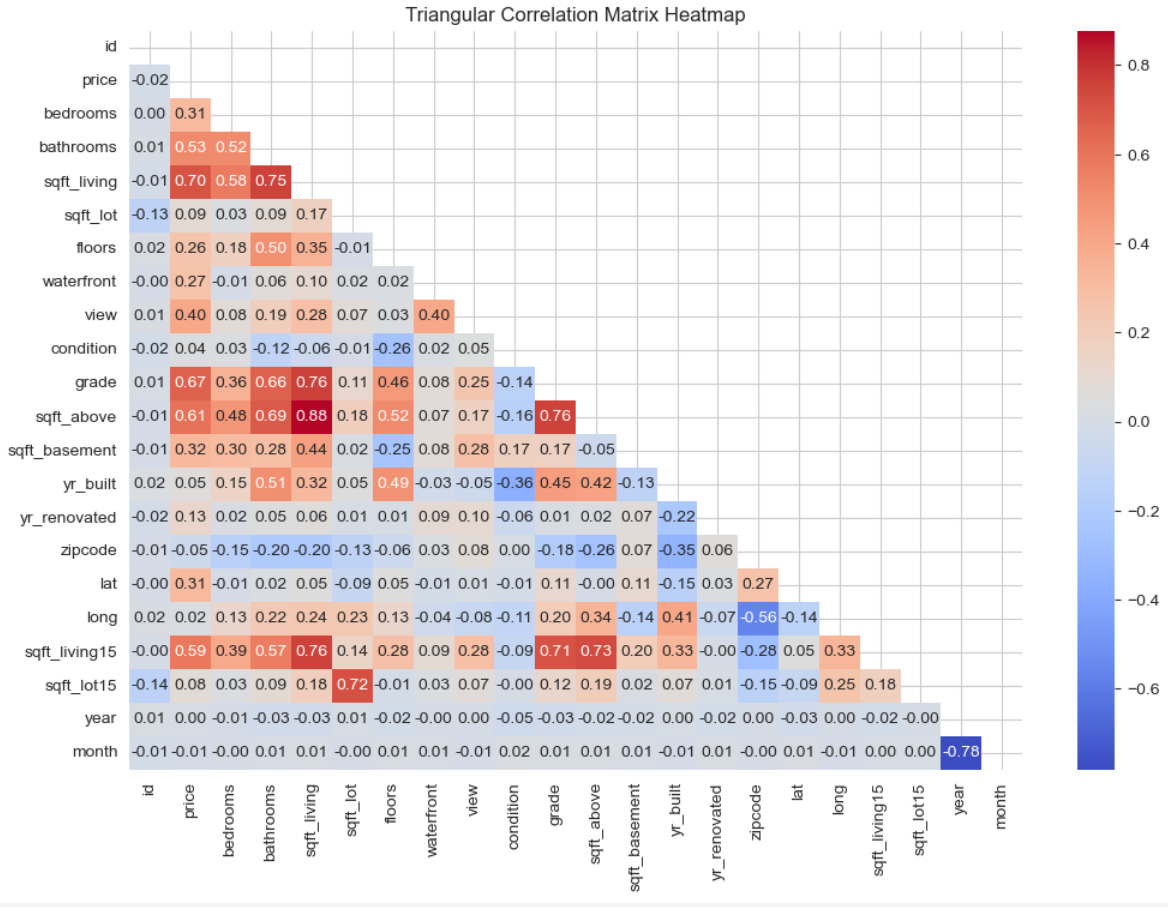 Triangular Correlation Matrix Heatmap
id
price -0.02
bedrooms 0.00 0.31
bathrooms 0.01 0.53 0.52
sqft_living -0.01 0.70 0.58 0.75
sqft_lot -0.13 0.09 0.03 0.09 0.17
floors 0.02 0.26 0.18 0.50 0.35 -0.01
waterfront -0.00 0.27 -0.01 0.06 0.10 0.02 0.02
view 0.01 0.40 0.08 0.19 0.28 0.07 0.03 0.40
condition -0.02 0.04 0.03 -0.12 -0.06 -0.01 -0.26 0.02 0.05
grade 0.01 0.67 0.36 0.66 0.76 0.11 0.46 0.08 0.25 -0.14
sqft_above -0.01 0.61 0.48 0.69 0.88 0.18 0.52 0.07 0.17 -0.16 0.76
sqft_basement -0.01 0.32 0.30 0.28 0.44 0.02 -0.25 0.08 0.28 0.17 0.17 -0.05
yr_built 0.02 0.05 0.15 0.51 0.32 0.05 0.49 -0.03 -0.05 -0.36 0.45 0.42 -0.13
yr_renovated -0.02 0.13 0.02 0.05 0.06 0.01 0.01 0.09 0.10 -0.06 0.01 0.02 0.07 -0.22
zipcode -0.01 -0.05 -0.15 -0.20 -0.20 -0.13 -0.06 0.03 0.08 0.00 -0.18 -0.26 0.07 -0.35 0.06
lat -0.00 0.31 -0.01 0.02 0.05 -0.09 0.05 -0.01 0.01 -0.01 0.11 -0.00 0.11 -0.15 0.03 0.27
long 0.02 0.02 0.13 0.22 0.24 0.23 0.13 -0.04 -0.08 -0.11 0.20 0.34 -0.14 0.41 -0.07 -0.56 -0.14
sqft_living15 -0.00 0.59 0.39 0.57 0.76 0.14 0.28 0.09 0.28 -0.09 0.71 0.73 0.20 0.33 -0.00 -0.28 0.05 0.33
sqft_lot15 -0.14 0.08 0.03 0.09 0.18 0.72 -0.01 0.03 0.07 -0.00 0.12 0.19 0.02 0.07 0.01 -0.15 -0.09 0.25 0.18
year 0.01 0.00 -0.01 -0.03 -0.03 0.01 -0.02 -0.00 0.00 -0.05 -0.03 -0.02 -0.02 0.00 -0.02 0.00 -0.03 0.00 -0.02 -0.00
month -0.01 -0.01 -0.00 0.01 0.01 -0.00 0.01 0.01 -0.01 0.02 0.01 0.01 0.01 -0.01 0.01 -0.00 0.01 -0.01 0.00 0.00 -0.78
id price bedrooms bathrooms sqft_living sqft_lot floors waterfront view condition grade sqft_above sqft_basement yr_built yr_renovated zipcode lat long sqft_living15 sqft_lot15 year month
0.8
0.6
0.4
0.2
0.0
−0.2
−0.4
−0.6